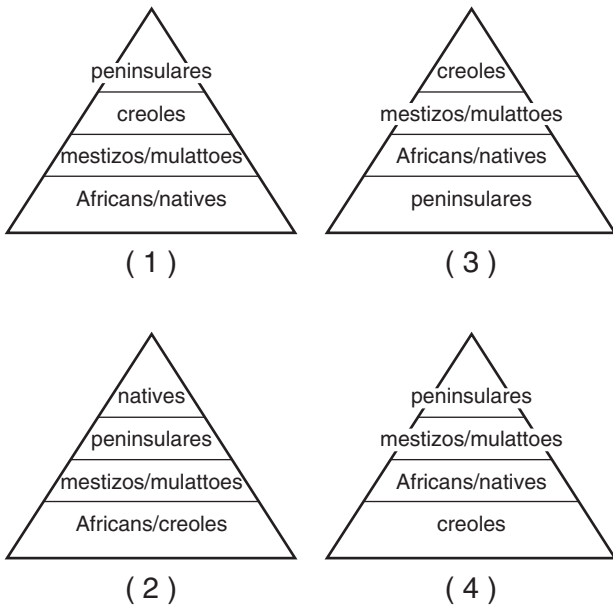 peninsulares
creoles
mestizos/mulattoes
Africans/natives
( 1 )
creoles
mestizos/mulattoes
Africans/natives
peninsulares
( 3 )
natives
peninsulares
mestizos/mulattoes
Africans/creoles
( 2 )
peninsulares
mestizos/mulattoes
Africans/natives
creoles
( 4 )